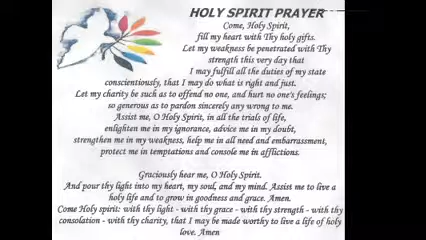 HOLY SPIRIT PRAYER
Come, Holy Spirit,
fill my heart with Thy holy gifts.
Let my weakness be penetrated with Thy
strength this very day that
I may fulfill all the duties of my state
conscientiously, that I may do what is right and just.
Let my charity be such as to offend no one, and hurt no one's feelings;
so generous as to pardon sincerely any wrong to me.
Assist me, O Holy Spirit, in all the trials of life,
enlighten me in my ignorance, advice me in my doubt,
strengthen me in my weakness, help me in all need and embarrassment,
protect me in temptations and console me in afflictions.
Graciously hear me, O Holy Spirit.
And pour thy light into my heart, my soul, and my mind. Assist me to live a
holy life and to grow in goodness and grace. Amen.
Come Holy spirit: with thy light - with thy grace - with thy strength - with thy
consolation - with thy charity, that I may be made worthy to live a life of holy
love. Amen